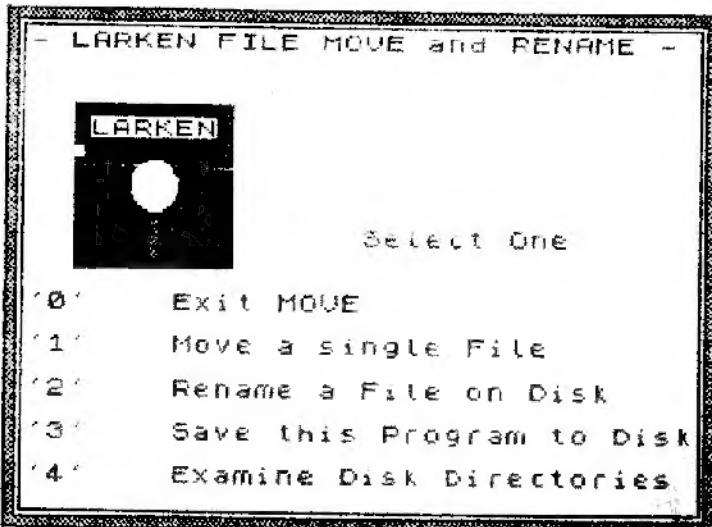 - LARKEN FILE MOVE and RENAME -
LARKEN
Select One
'0' Exit MOVE
'1' Move a single File
'2' Rename a File on Disk
'3' Save this Program to Disk
'4' Examine Disk Directories